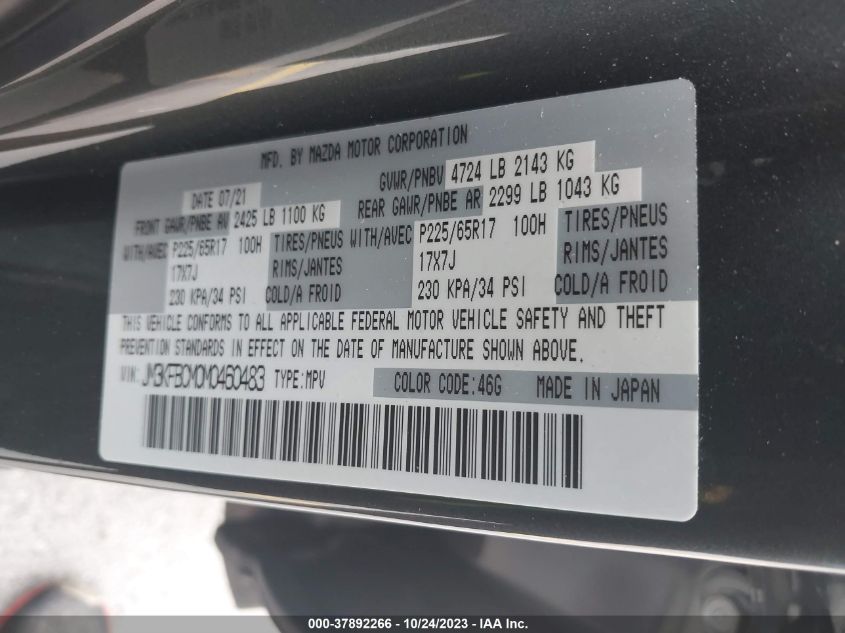 MFD. BY MAZDA MOTOR CORPORATION
DATE 07/21 GVWR/PNBV 4724 LB 2143 KG
FRONT GAWR/PNBE AV 2425 LB 1100 KG REAR GAWR/PNBE AR 2299 LB 1043 KG
WITH/AVEC P225/65R17 100H TIRES/PNEUS WITH/AVEC P225/65R17 100H TIRES/PNEUS
17X7J RIMS/JANTES 17X7J RIMS/JANTES
230 KPA/34 PSI COLD/A FROID 230 KPA/34 PSI COLD/A FROID
THIS VEHICLE CONFORMS TO ALL APPLICABLE FEDERAL MOTOR VEHICLE SAFETY AND THEFT
PREVENTION STANDARDS IN EFFECT ON THE DATE OF MANUFACTURE SHOWN ABOVE.
VIN: JM3KFBCM0M0460483 TYPE:MPV COLOR CODE:46G MADE IN JAPAN
000-37892266 - 10/24/2023 - IAA Inc.